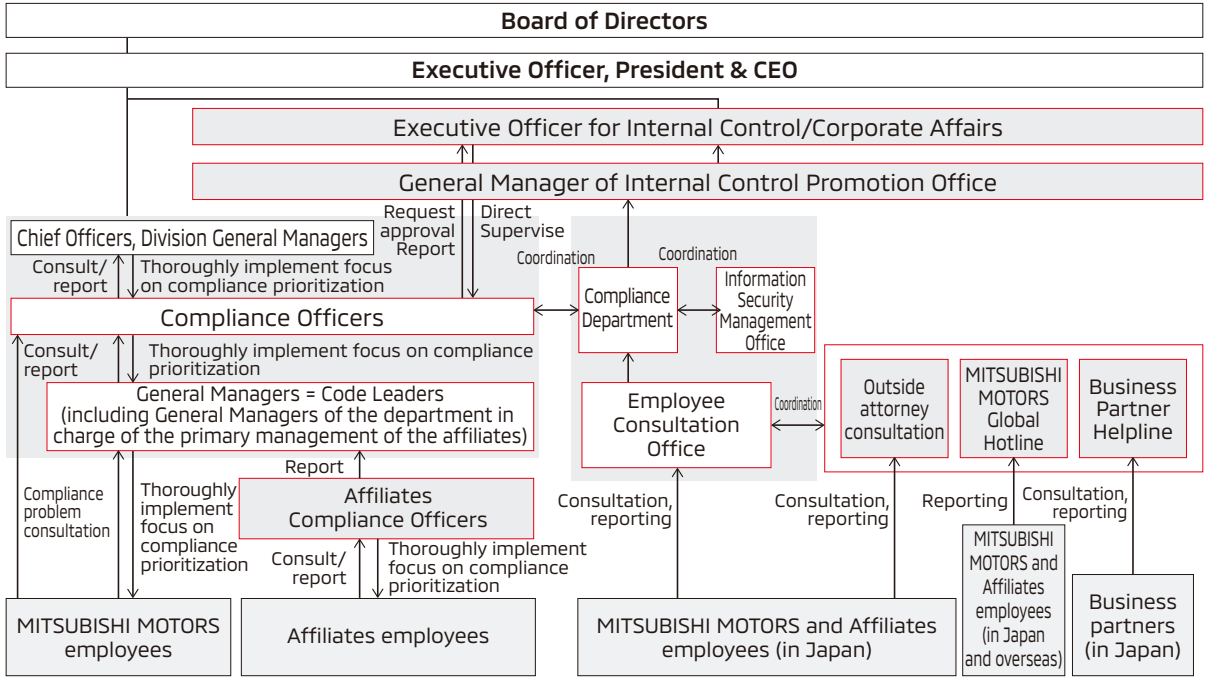 Board of Directors
Executive Officer, President & CEO
Executive Officer for Internal Control/Corporate Affairs
General Manager of Internal Control Promotion Office
Request
approval
Report
Direct
Supervise
Chief Officers, Division General Managers
Consult/
report
Thoroughly implement focus
on compliance prioritization
Compliance Officers
Coordination
Coordination
Compliance
Department
Information
Security
Management
Office
Consult/
report
Thoroughly implement focus on compliance
prioritization
General Managers = Code Leaders
(including General Managers of the department in
charge of the primary management of the affiliates)
Employee
Consultation
Office
Coordination
Outside
attorney
consultation
MITSUBISHI
MOTORS
Global
Hotline
Business
Partner
Helpline
Report
Affiliates
Compliance Officers
Compliance
problem
consultation
Thoroughly
implement
focus on
compliance
prioritization
Consult/
report
Thoroughly implement
focus on compliance
prioritization
Consultation,
reporting
Consultation,
reporting
Reporting
Consultation,
reporting
MITSUBISHI MOTORS
employees
Affiliates employees
MITSUBISHI MOTORS and Affiliates
employees (in Japan)
MITSUBISHI
MOTORS and
Affiliates
employees
(in Japan
and overseas)
Business
partners
(in Japan)